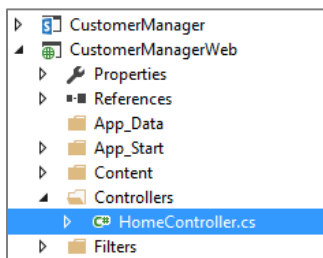 CustomerManager
CustomerManagerWeb
Properties
References
App_Data
App_Start
Content
Controllers
C# HomeController.cs
Filters